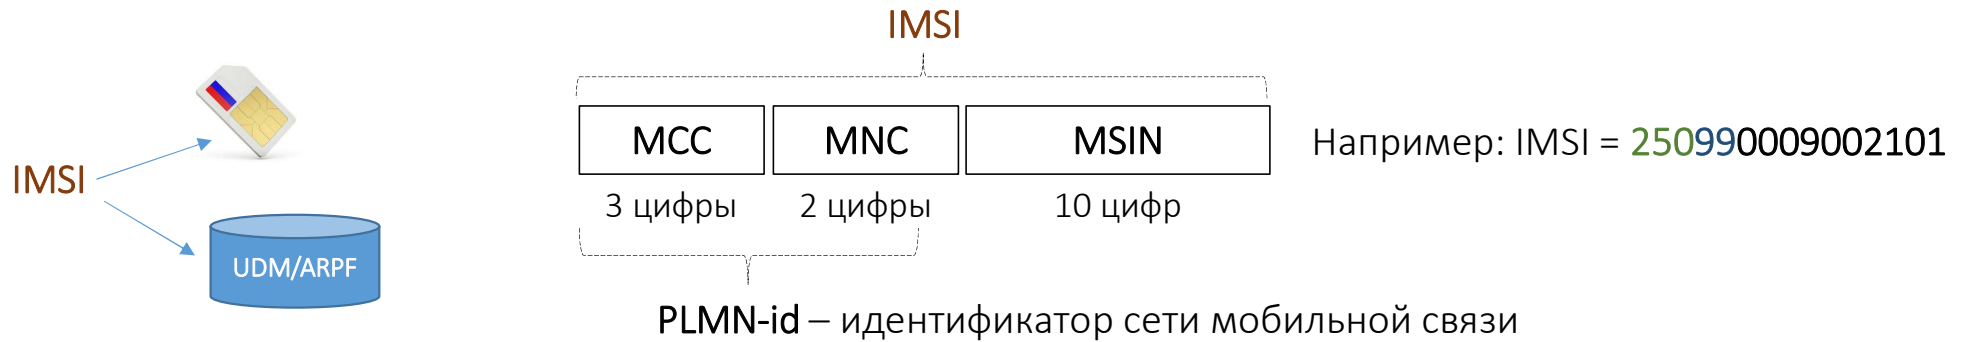 IMSI
UDM/ARPF
IMSI
MCC MNC MSIN
3 цифры 2 цифры 10 цифр
PLMN-id – идентификатор сети мобильной связи
Например: IMSI = 250990009002101